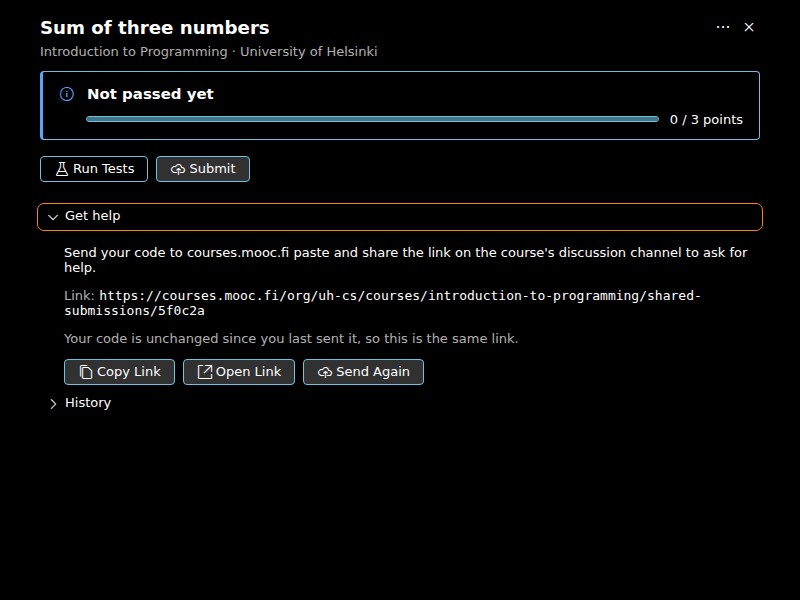 Sum of three numbers
Introduction to Programming · University of Helsinki
Not passed yet
0 / 3 points
Run Tests
Submit
Get help
Send your code to courses.mooc.fi paste and share the link on the course's discussion channel to ask for
help.
Link: https://courses.mooc.fi/org/uh-cs/courses/introduction-to-programming/shared-
submissions/5f0c2a
Your code is unchanged since you last sent it, so this is the same link.
Copy Link
Open Link
Send Again
History